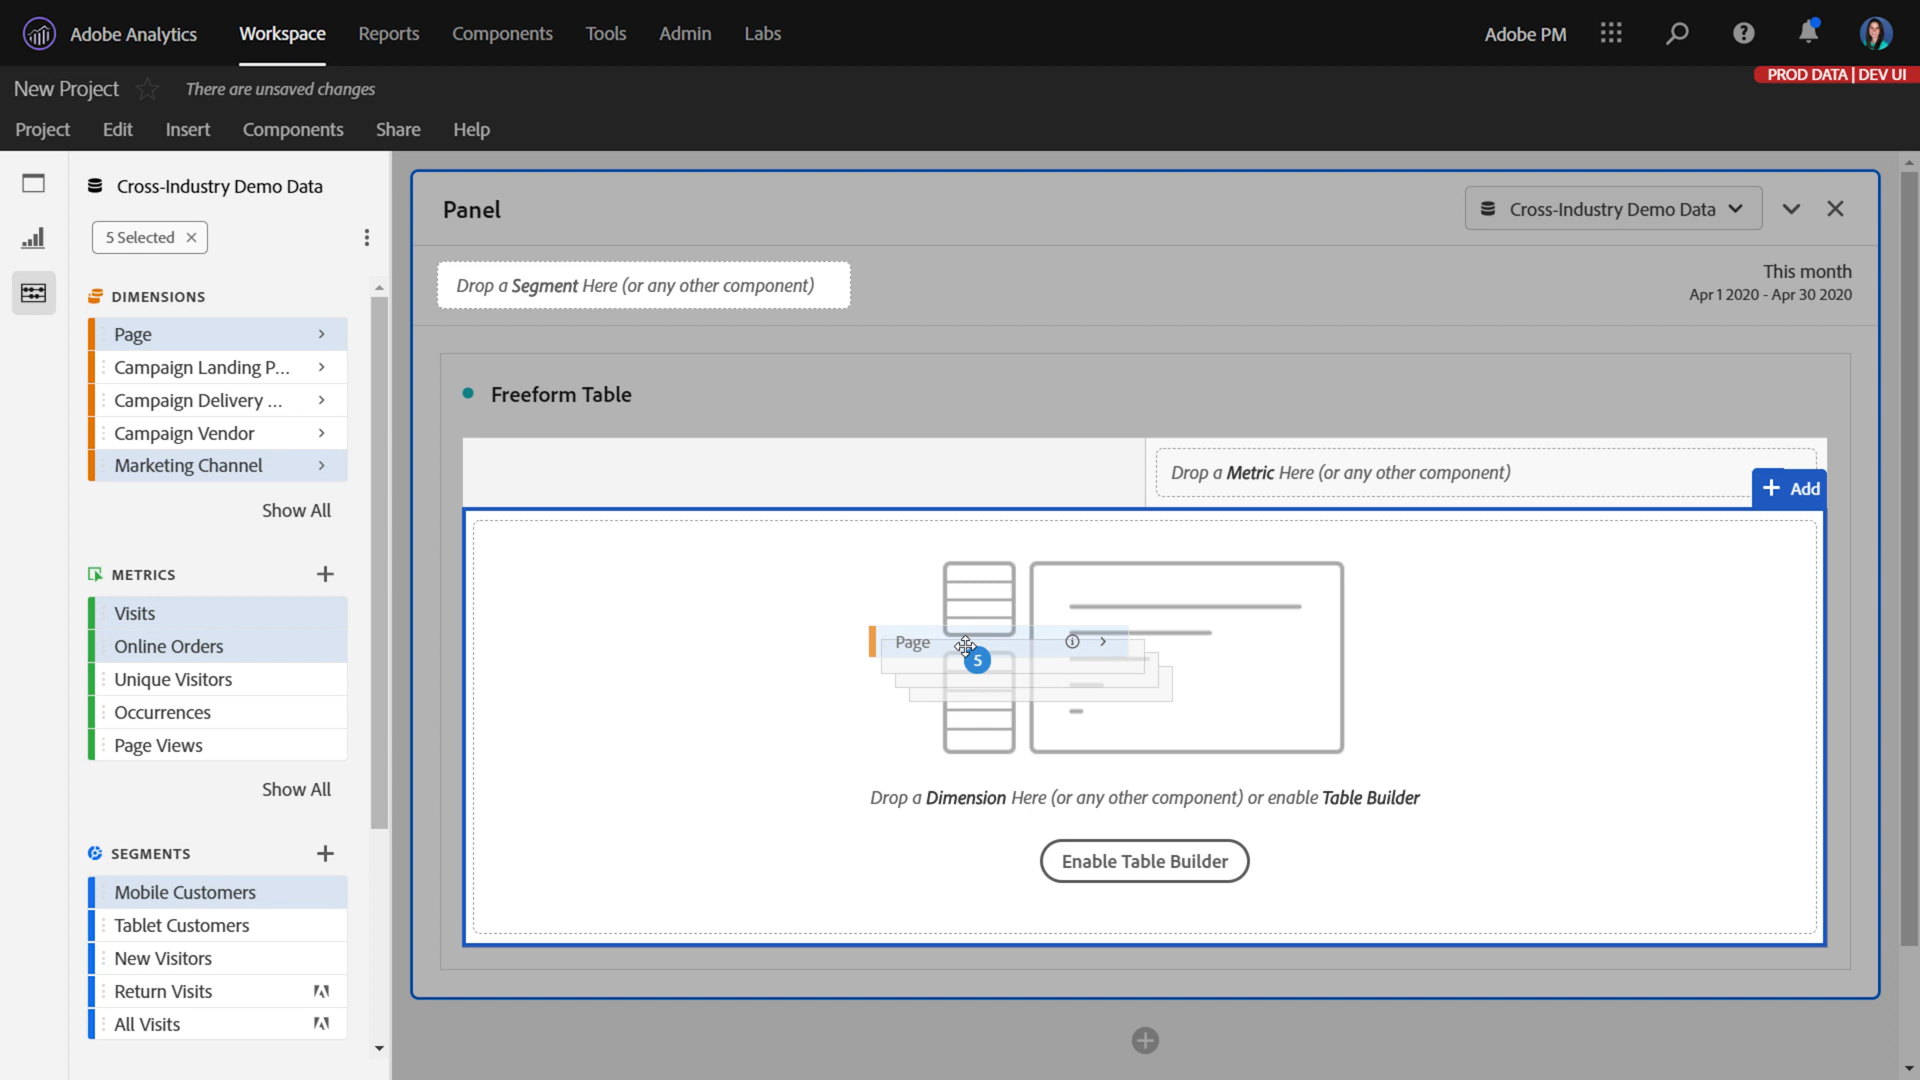 Adobe Analytics
Workspace
Reports
Components
Tools
Admin
Labs
Adobe PM
PROD DATA | DEV UI
New Project
There are unsaved changes
Project
Edit
Insert
Components
Share
Help
Cross-Industry Demo Data
5 Selected
DIMENSIONS
Page
Campaign Landing P...
Campaign Delivery ...
Campaign Vendor
Marketing Channel
Show All
METRICS
Visits
Online Orders
Unique Visitors
Occurrences
Page Views
Show All
SEGMENTS
Mobile Customers
Tablet Customers
New Visitors
Return Visits
All Visits
Panel
Cross-Industry Demo Data
Drop a Segment Here (or any other component)
This month
Apr 1 2020 - Apr 30 2020
Freeform Table
Drop a Metric Here (or any other component)
Add
Page
5
Drop a Dimension Here (or any other component) or enable Table Builder
Enable Table Builder